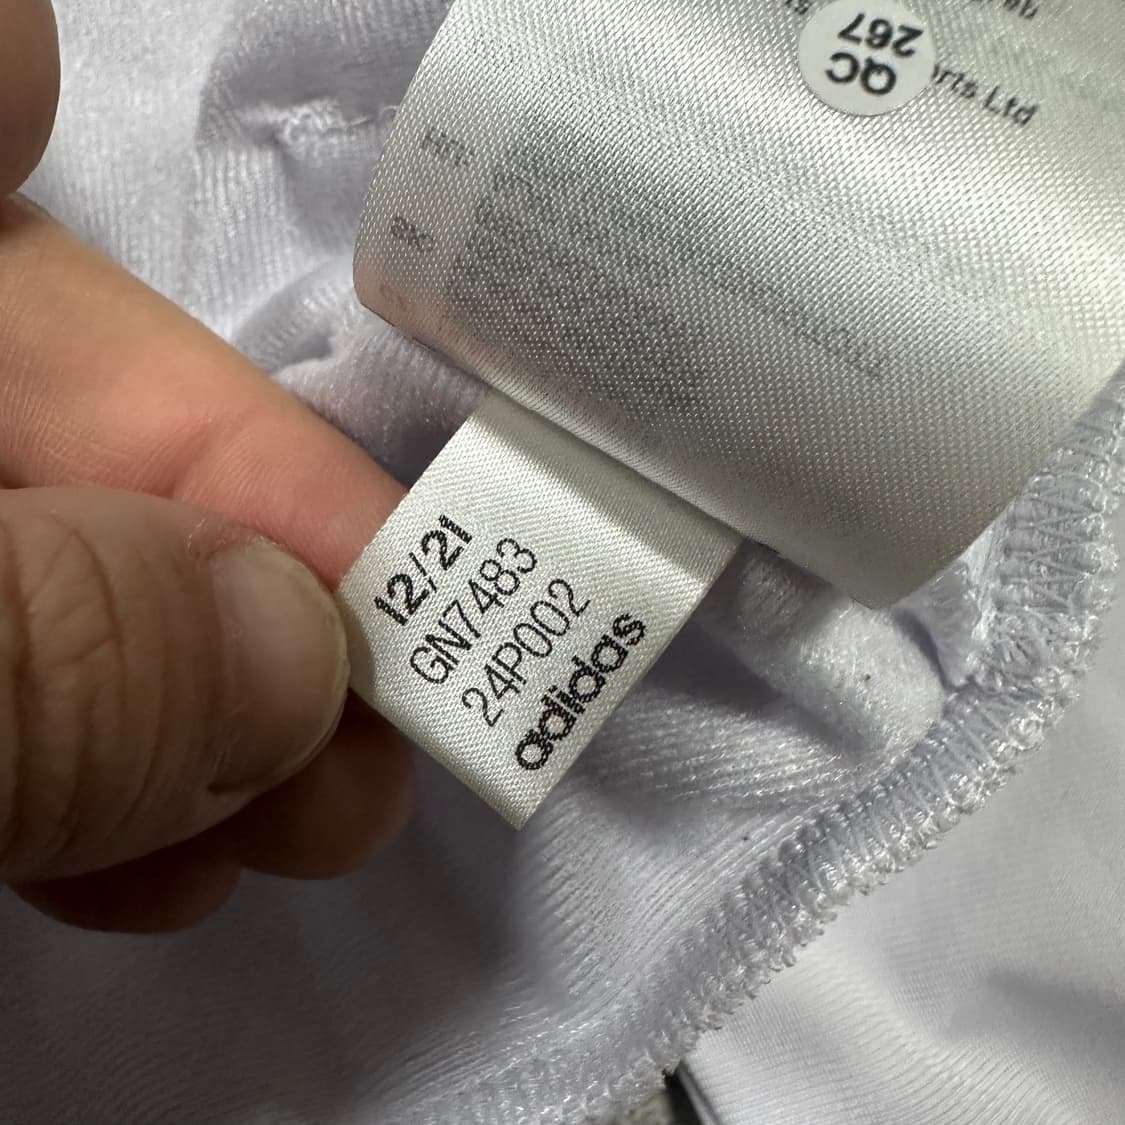 QC
267
rts Ltd
12/21
GN7483
24P002
adidas